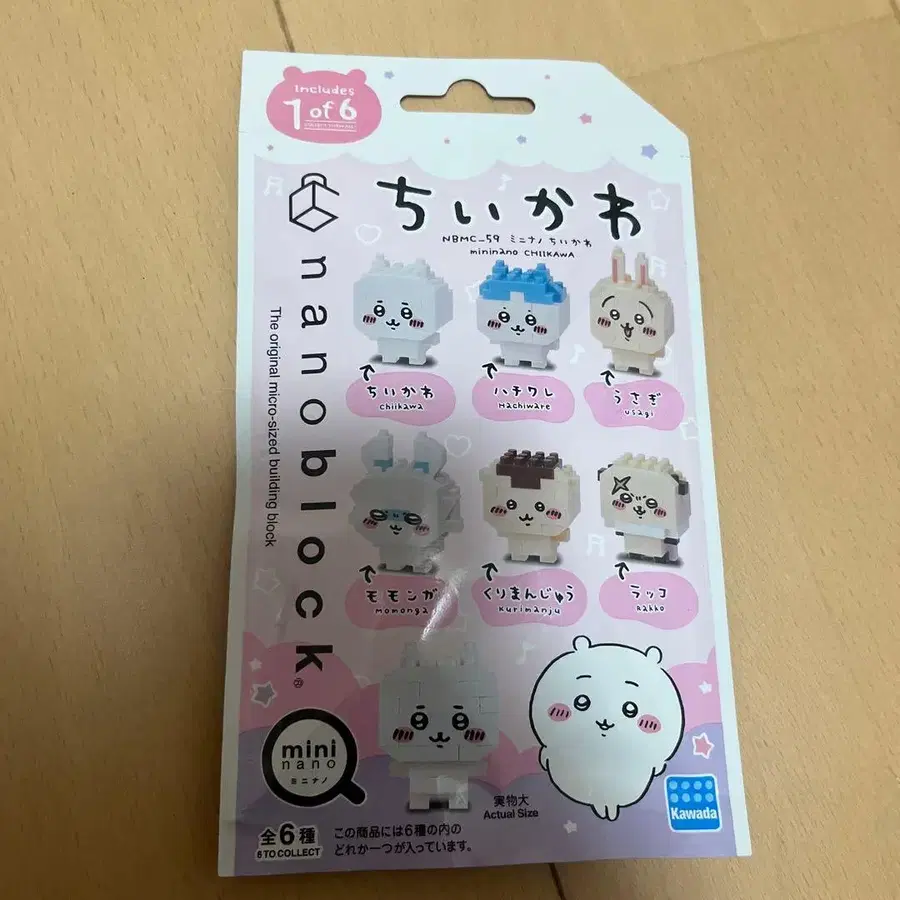 includes
1 of 6
ちいかわ
NBMC_59 ミニナノ ちいかわ
mininano CHIIKAWA
nanoblock®
The original micro-sized building block
ちいかわ
chiikawa
ハチワレ
Hachiware
うさぎ
usagi
モモンガ
momonga
くりまんじゅう
kurimanju
ラッコ
Rakko
mini
nano
ミニナノ
実物大
Actual Size
Kawada
全6種
6 TO COLLECT
この商品には6種の内の
どれか一つが入っています。